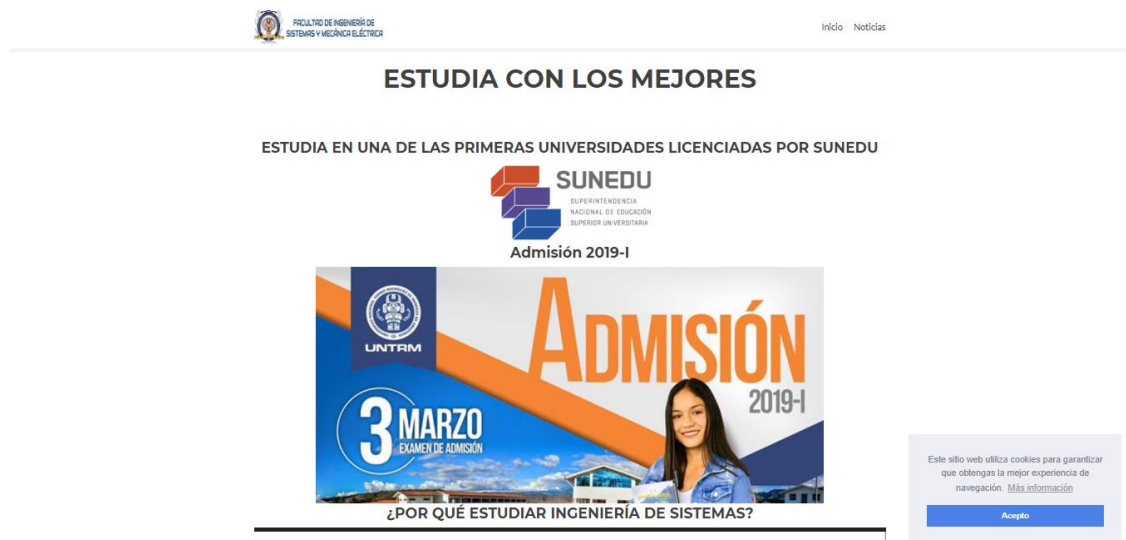 FACULTAD DE INGENIERÍA DE
SISTEMAS Y MECÁNICA ELÉCTRICA
Inicio Noticias
ESTUDIA CON LOS MEJORES
ESTUDIA EN UNA DE LAS PRIMERAS UNIVERSIDADES LICENCIADAS POR SUNEDU
SUNEDU
SUPERINTENDENCIA
NACIONAL DE EDUCACIÓN
SUPERIOR UNIVERSITARIA
Admisión 2019-I
UNTRM
ADMISIÓN
2019-I
3 MARZO
EXAMEN DE ADMISIÓN
¿POR QUÉ ESTUDIAR INGENIERÍA DE SISTEMAS?
Este sitio web utiliza cookies para garantizar
que obtengas la mejor experiencia de
navegación. Más información
Acepto